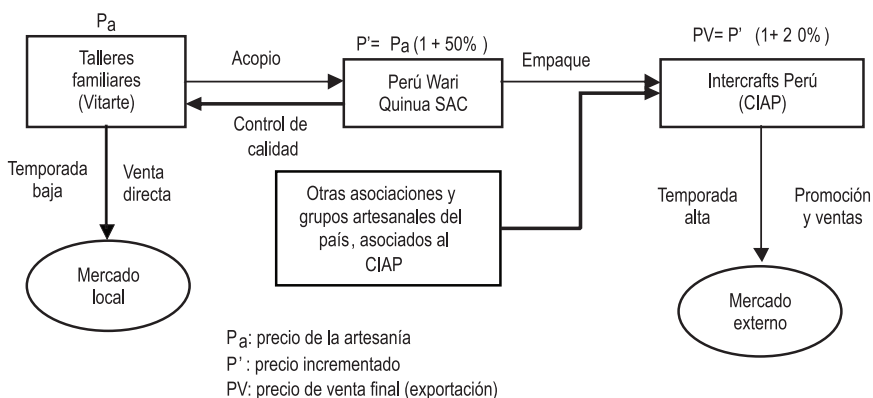 Pa
P'= Pa (1 + 50% )
PV= P' (1+ 2 0%)
Talleres
familiares
(Vitarte)
Acopio
Control de
calidad
Perú Wari
Quinua SAC
Empaque
Intercrafts Perú
(CIAP)
Temporada
baja
Venta
directa
Otras asociaciones y
grupos artesanales del
país, asociados al
CIAP
Temporada
alta
Promoción
y ventas
Mercado
local
Mercado
externo
Pa: precio de la artesanía
P' : precio incrementado
PV: precio de venta final (exportación)